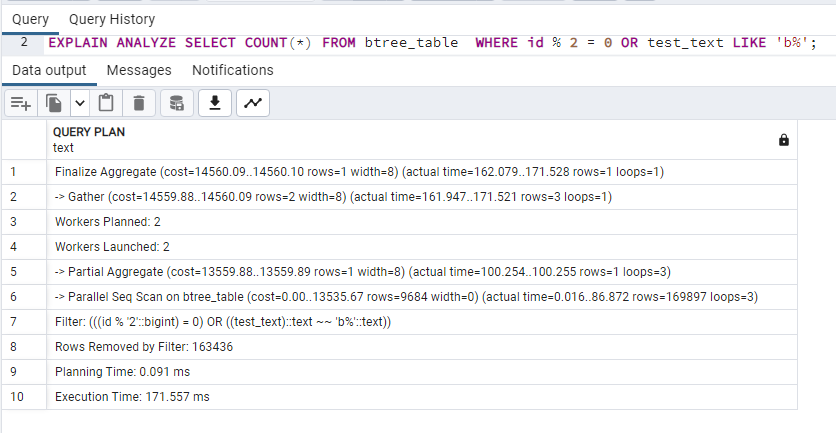 Query Query History
2 EXPLAIN ANALYZE SELECT COUNT(*) FROM btree_table  WHERE id % 2 = 0 OR test_text LIKE 'b%';
Data output Messages Notifications
QUERY PLAN
text
1 Finalize Aggregate (cost=14560.09..14560.10 rows=1 width=8) (actual time=162.079..171.528 rows=1 loops=1)
2 -> Gather (cost=14559.88..14560.09 rows=2 width=8) (actual time=161.947..171.521 rows=3 loops=1)
3 Workers Planned: 2
4 Workers Launched: 2
5 -> Partial Aggregate (cost=13559.88..13559.89 rows=1 width=8) (actual time=100.254..100.255 rows=1 loops=3)
6 -> Parallel Seq Scan on btree_table (cost=0.00..13535.67 rows=9684 width=0) (actual time=0.016..86.872 rows=169897 loops=3)
7 Filter: (((id % '2'::bigint) = 0) OR ((test_text)::text ~~ 'b%'::text))
8 Rows Removed by Filter: 163436
9 Planning Time: 0.091 ms
10 Execution Time: 171.557 ms